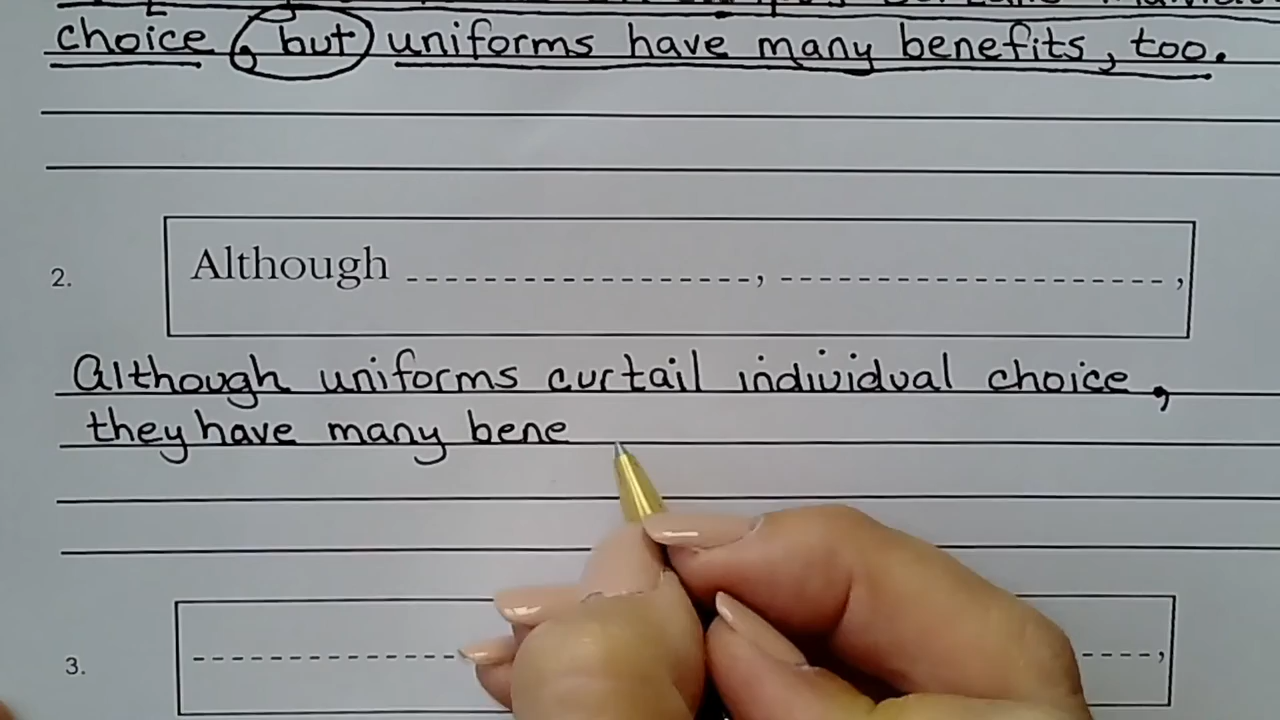 choice , but uniforms have many benefits, too.
2.
Although _ _ _ _ _ _ _ _ _ _ _ _ _ _ _ _ _ _, _ _ _ _ _ _ _ _ _ _ _ _ _ _ _ _ _ _ _ _,
Although uniforms curtail individual choice,
they have many bene
3.